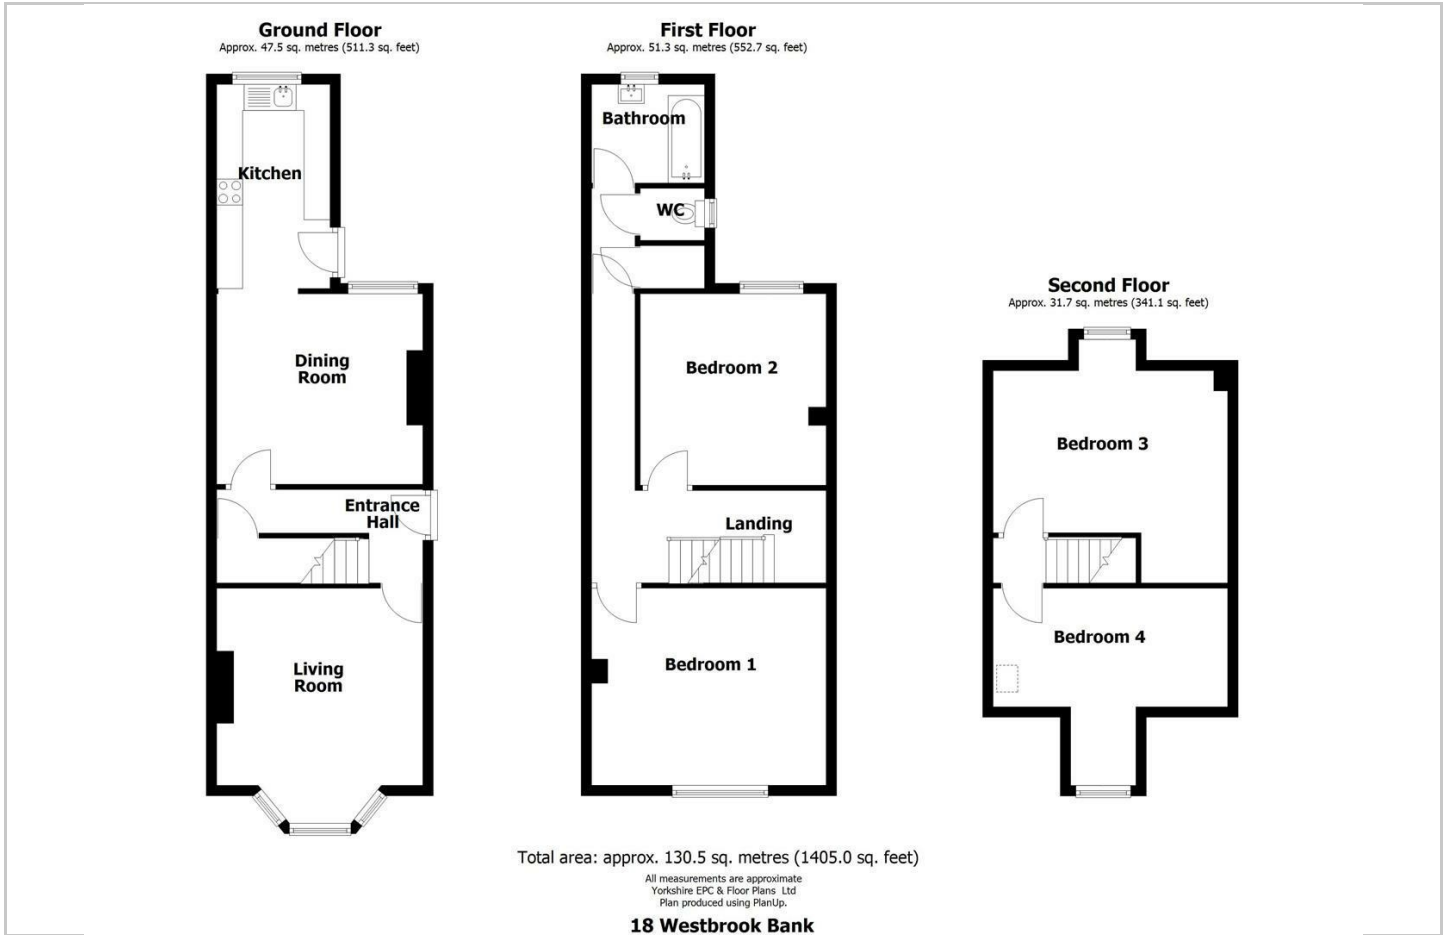 Ground Floor
Approx. 47.5 sq. metres (511.3 sq. feet)
Kitchen
Dining
Room
Entrance
Hall
Living
Room
First Floor
Approx. 51.3 sq. metres (552.7 sq. feet)
Bathroom
WC
Bedroom 2
Landing
Bedroom 1
Second Floor
Approx. 31.7 sq. metres (341.1 sq. feet)
Bedroom 3
Bedroom 4
Total area: approx. 130.5 sq. metres (1405.0 sq. feet)
All measurements are approximate
Yorkshire EPC & Floor Plans Ltd
Plan produced using PlanUp.
18 Westbrook Bank